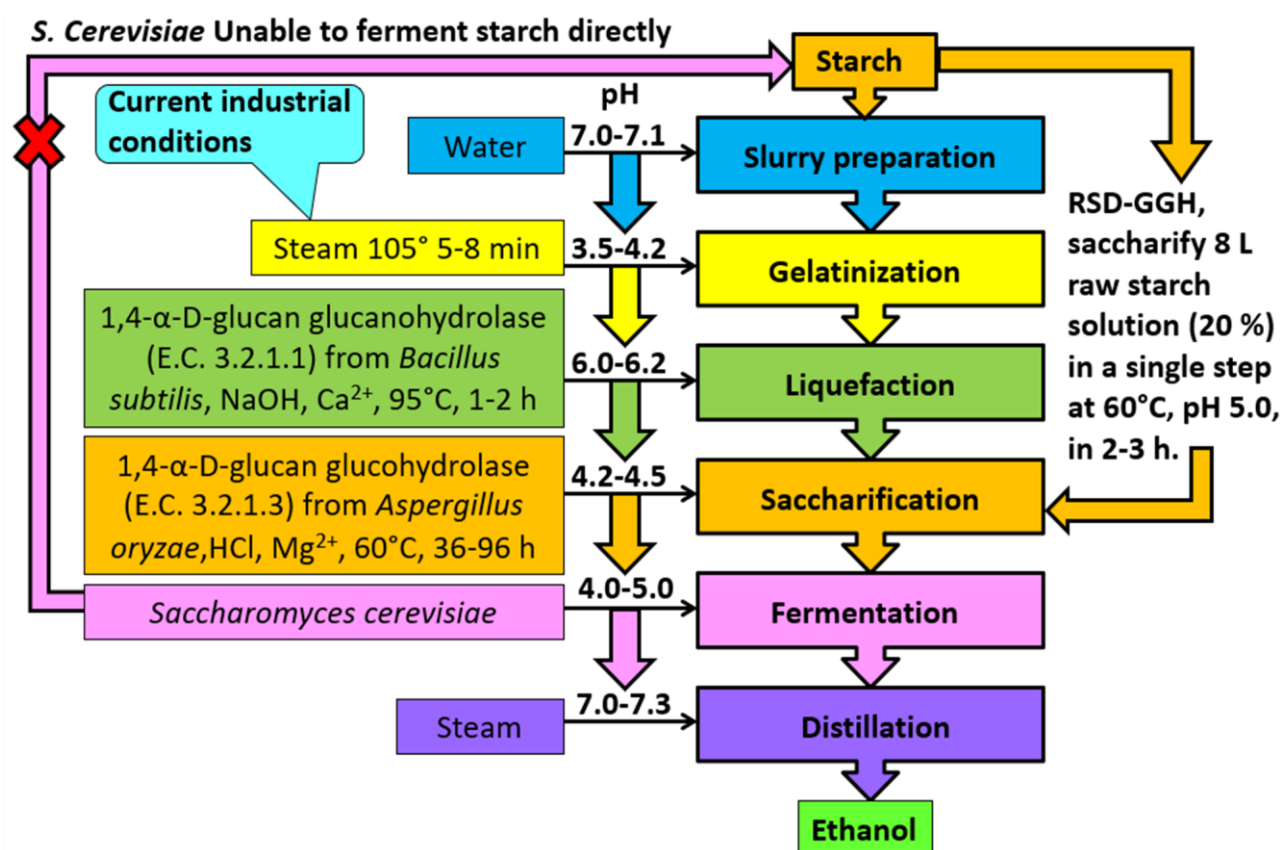 S. Cerevisiae Unable to ferment starch directly
Starch
Current industrial
conditions
pH
Water
7.0-7.1
Slurry preparation
Steam 105° 5-8 min
3.5-4.2
Gelatinization
1,4-α-D-glucan glucanohydrolase
(E.C. 3.2.1.1) from Bacillus
subtilis, NaOH, Ca²⁺, 95°C, 1-2 h
6.0-6.2
Liquefaction
1,4-α-D-glucan glucohydrolase
(E.C. 3.2.1.3) from Aspergillus
oryzae,HCl, Mg²⁺, 60°C, 36-96 h
4.2-4.5
Saccharification
Saccharomyces cerevisiae
4.0-5.0
Fermentation
Steam
7.0-7.3
Distillation
Ethanol
RSD-GGH,
saccharify 8 L
raw starch
solution (20 %)
in a single step
at 60°C, pH 5.0,
in 2-3 h.